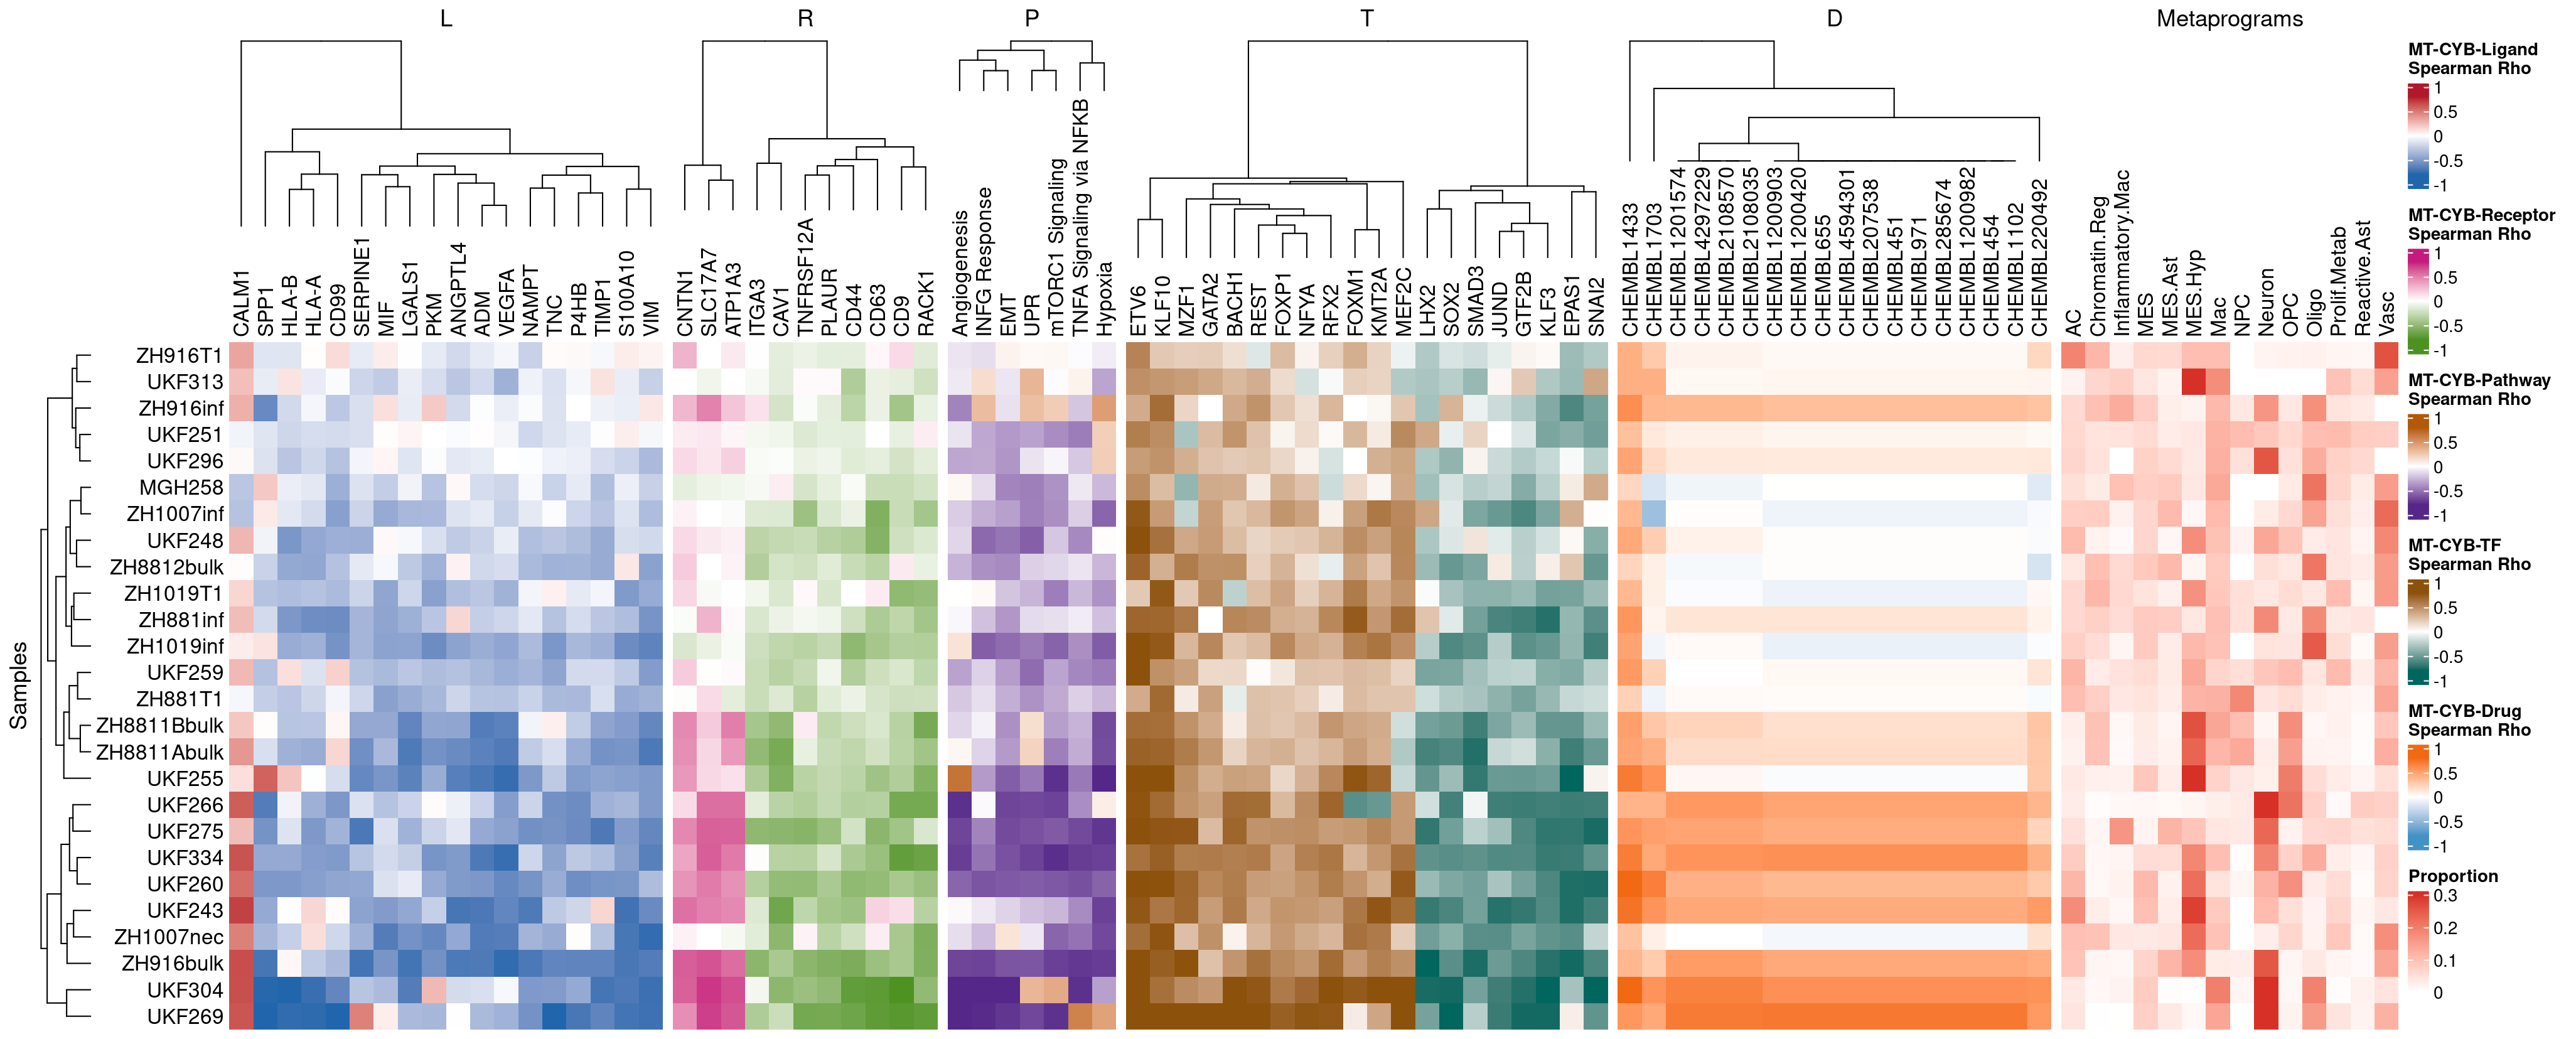 L R P T D Metaprograms
CALM1
SPP1
HLA-B
HLA-A
CD99
SERPINE1
MIF
LGALS1
PKM
ANGPTL4
ADM
VEGFA
NAMPT
TNC
P4HB
TIMP1
S100A10
VIM
CNTN1
SLC17A7
ATP1A3
ITGA3
CAV1
TNFRSF12A
PLAUR
CD44
CD63
CD9
RACK1
Angiogenesis
INFG Response
EMT
UPR
mTORC1 Signaling
TNFA Signaling via NFKB
Hypoxia
ETV6
KLF10
MZF1
GATA2
BACH1
REST
FOXP1
NFYA
RFX2
FOXM1
KMT2A
MEF2C
LHX2
SOX2
SMAD3
JUND
GTF2B
KLF3
EPAS1
SNAI2
CHEMBL1433
CHEMBL1703
CHEMBL1201574
CHEMBL4297229
CHEMBL2108570
CHEMBL2108035
CHEMBL1200903
CHEMBL1200420
CHEMBL655
CHEMBL4594301
CHEMBL207538
CHEMBL451
CHEMBL971
CHEMBL285674
CHEMBL1200982
CHEMBL454
CHEMBL1102
CHEMBL220492
AC
Chromatin.Reg
Inflammatory.Mac
MES
MES.Ast
MES.Hyp
Mac
NPC
Neuron
OPC
Oligo
Prolif.Metab
Reactive.Ast
Vasc
Samples
ZH916T1
UKF313
ZH916inf
UKF251
UKF296
MGH258
ZH1007inf
UKF248
ZH8812bulk
ZH1019T1
ZH881inf
ZH1019inf
UKF259
ZH881T1
ZH8811Bbulk
ZH8811Abulk
UKF255
UKF266
UKF275
UKF334
UKF260
UKF243
ZH1007nec
ZH916bulk
UKF304
UKF269
MT-CYB-Ligand
Spearman Rho
1
0.5
0
-0.5
-1
MT-CYB-Receptor
Spearman Rho
1
0.5
0
-0.5
-1
MT-CYB-Pathway
Spearman Rho
1
0.5
0
-0.5
-1
MT-CYB-TF
Spearman Rho
1
0.5
0
-0.5
-1
MT-CYB-Drug
Spearman Rho
1
0.5
0
-0.5
-1
Proportion
0.3
0.2
0.1
0